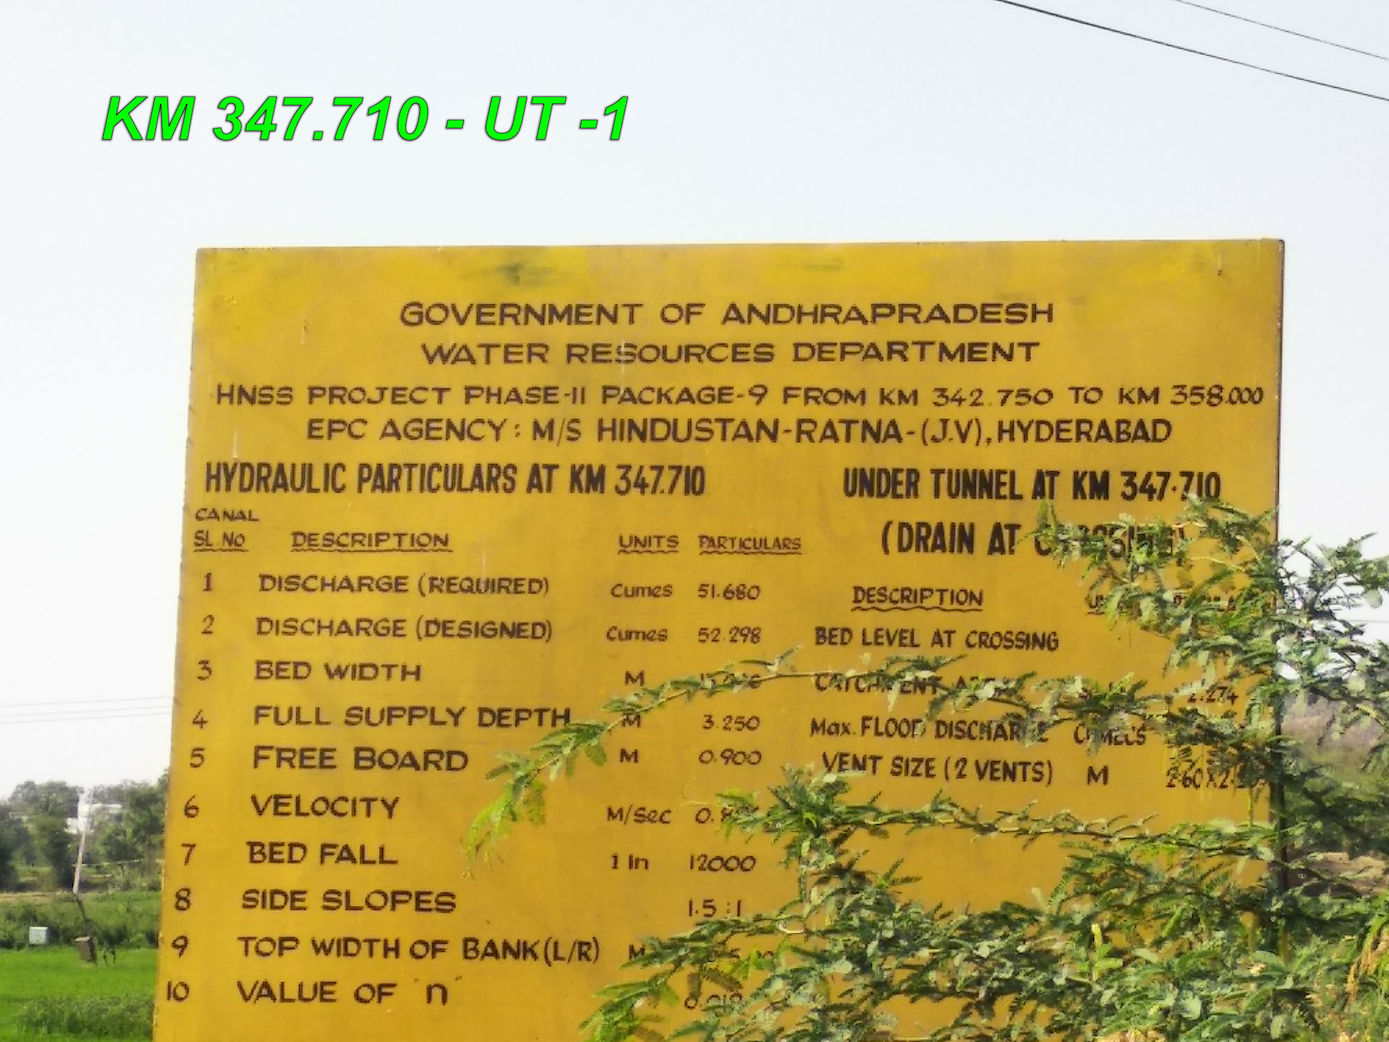 KM 347.710 - UT -1
GOVERNMENT OF ANDHRAPRADESH
WATER RESOURCES DEPARTMENT
HNSS PROJECT PHASE-II PACKAGE-9 FROM KM 342.750 TO KM 358.000
EPC AGENCY: M/S HINDUSTAN-RATNA-(J.V), HYDERABAD
HYDRAULIC PARTICULARS AT KM 347.710
CANAL
SL.NO DESCRIPTION UNITS PARTICULARS
1 DISCHARGE (REQUIRED) Cumes 51.680
2 DISCHARGE (DESIGNED) Cumes 52.298
3 BED WIDTH M
4 FULL SUPPLY DEPTH M 3.250
5 FREE BOARD M 0.900
6 VELOCITY M/Sec
7 BED FALL 1 In 12000
8 SIDE SLOPES 1.5:1
9 TOP WIDTH OF BANK (L/R) M
10 VALUE OF "n"
UNDER TUNNEL AT KM 347.710
(DRAIN AT CROSSING)
DESCRIPTION
BED LEVEL AT CROSSING
CATCHMENT
Max. FLOOD DISCHARGE CUMECS
VENT SIZE (2 VENTS) M